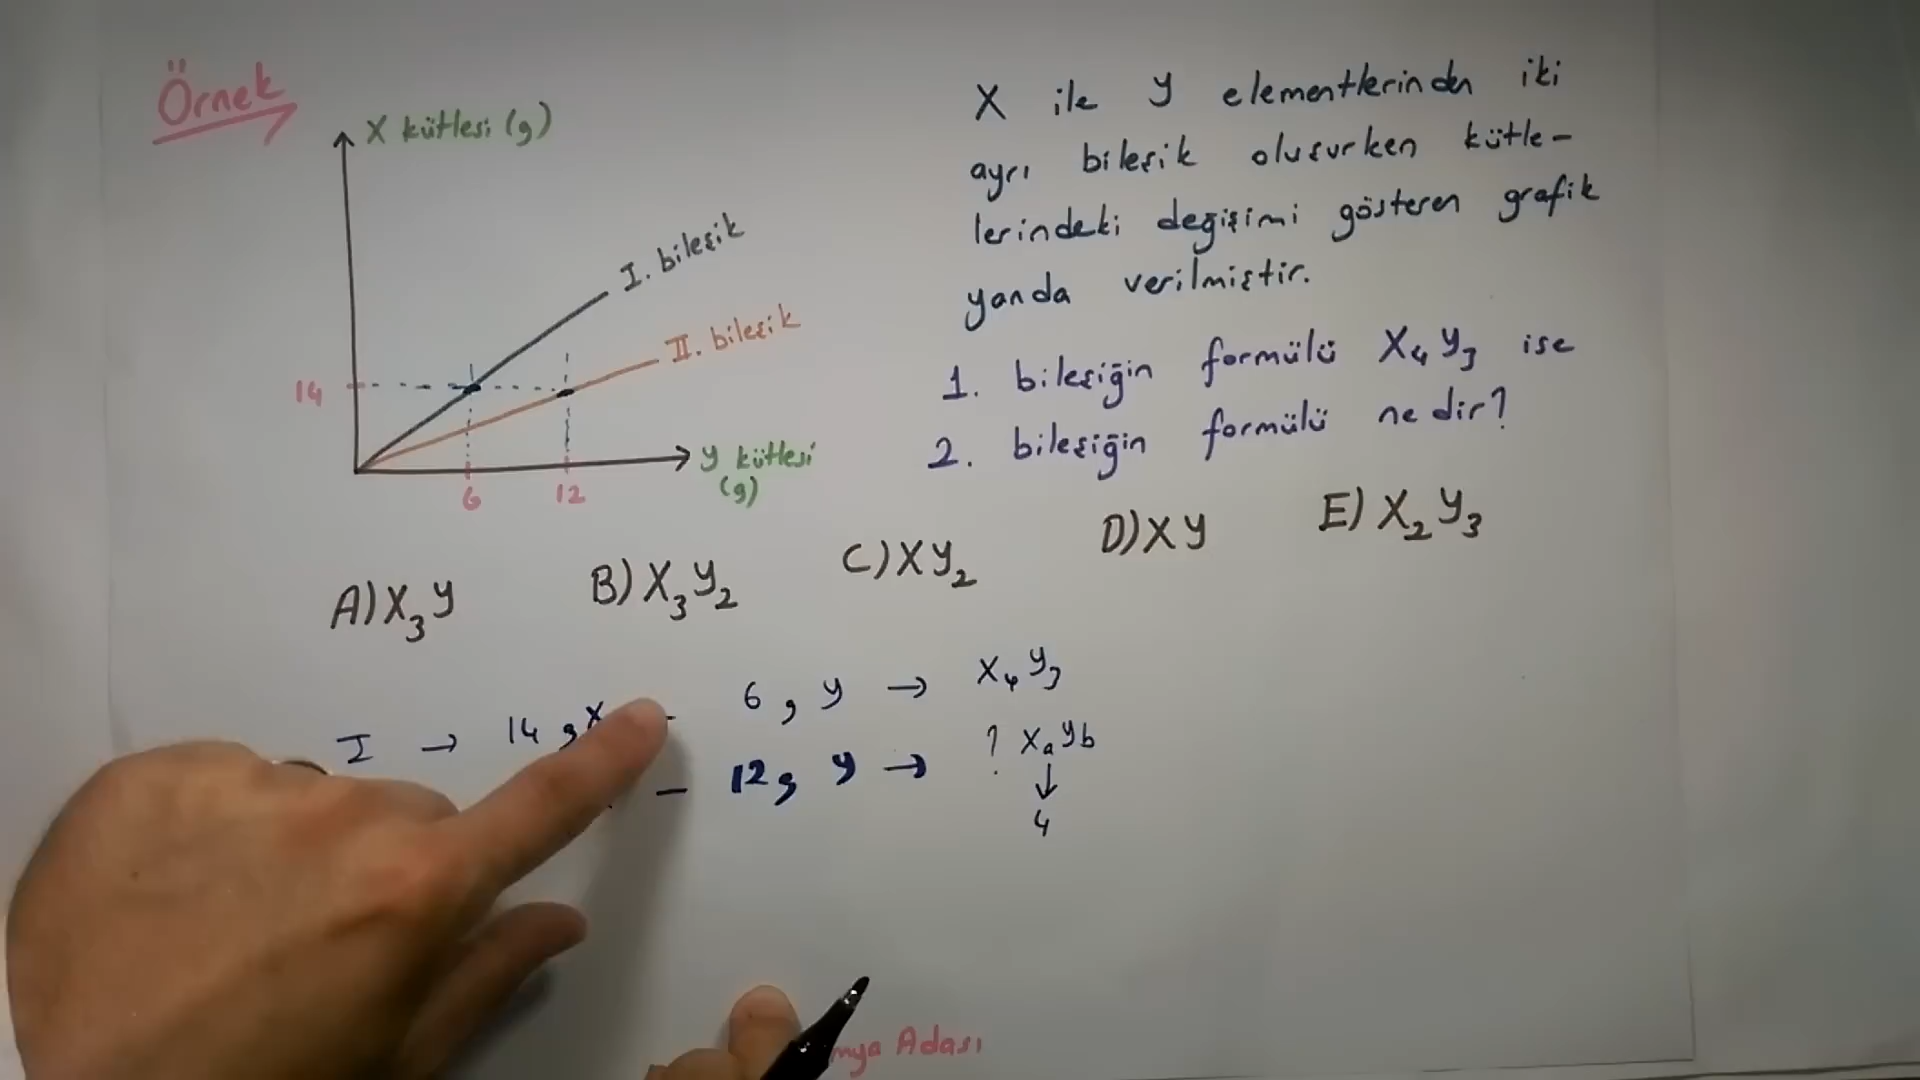 Örnek
X kütlesi (g)
I. bileşik
II. bileşik
14
6
12
y kütlesi
(g)
X ile y elementlerinden iki
ayrı bileşik oluşurken kütle-
lerindeki değişimi gösteren grafik
yanda verilmiştir.
1. bileşiğin formülü X₄y₃ ise
2. bileşiğin formülü nedir?
A) X₃y B) X₃y₂ C) Xy₂ D) Xy E) X₂y₃
I → 14 g X - 6 g y → X₄y₃
- 12 g y → ? Xₐyb
↓
4
Adası